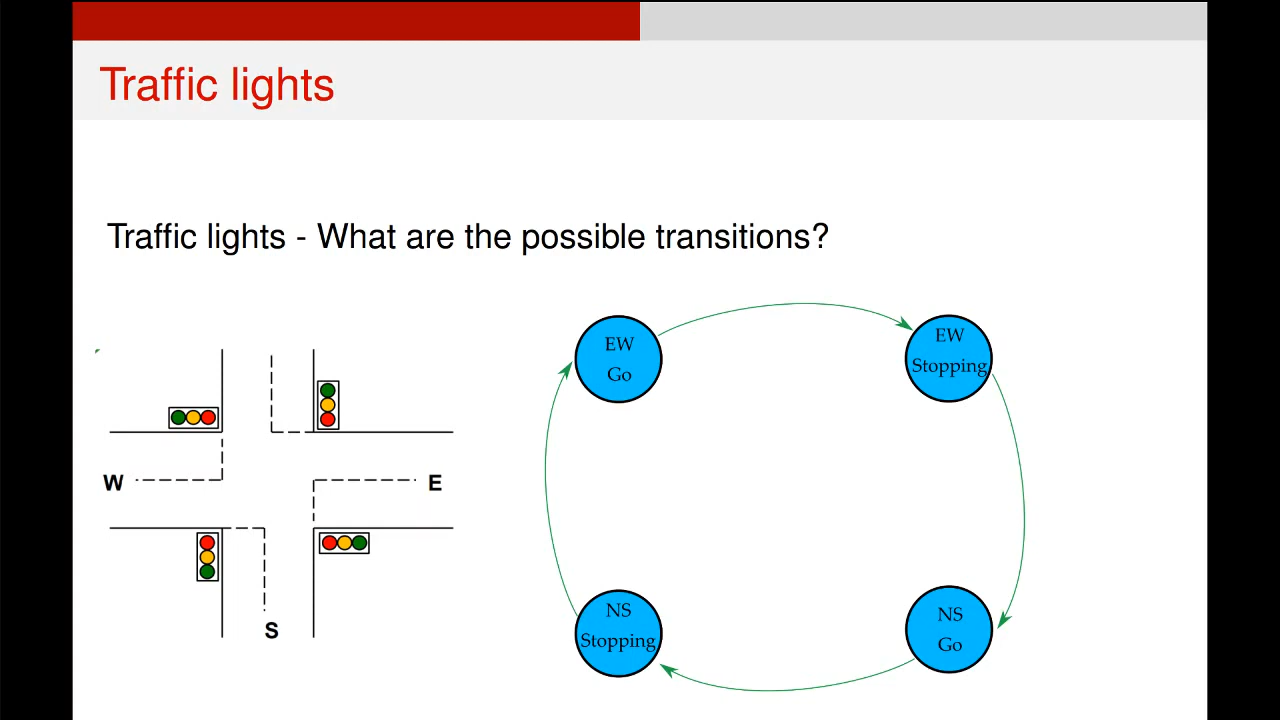 Traffic lights
Traffic lights - What are the possible transitions?
EW
Go
EW
Stopping
W
E
S
NS
Stopping
NS
Go